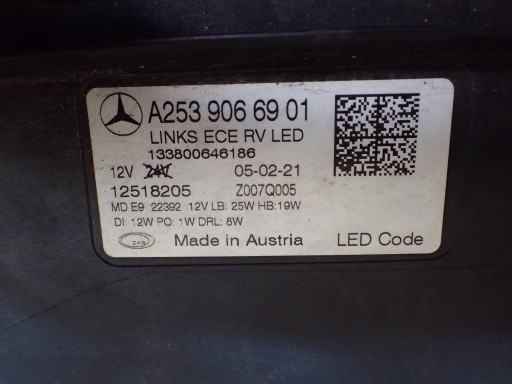 A253 906 69 01
LINKS ECE RV LED
133800646186
12V 24V 05-02-21
12518205 Z007Q005
MD E9 22392 12V LB: 25W HB:19W
DI: 12W PO: 1W DRL: 8W
ZKW Made in Austria LED Code